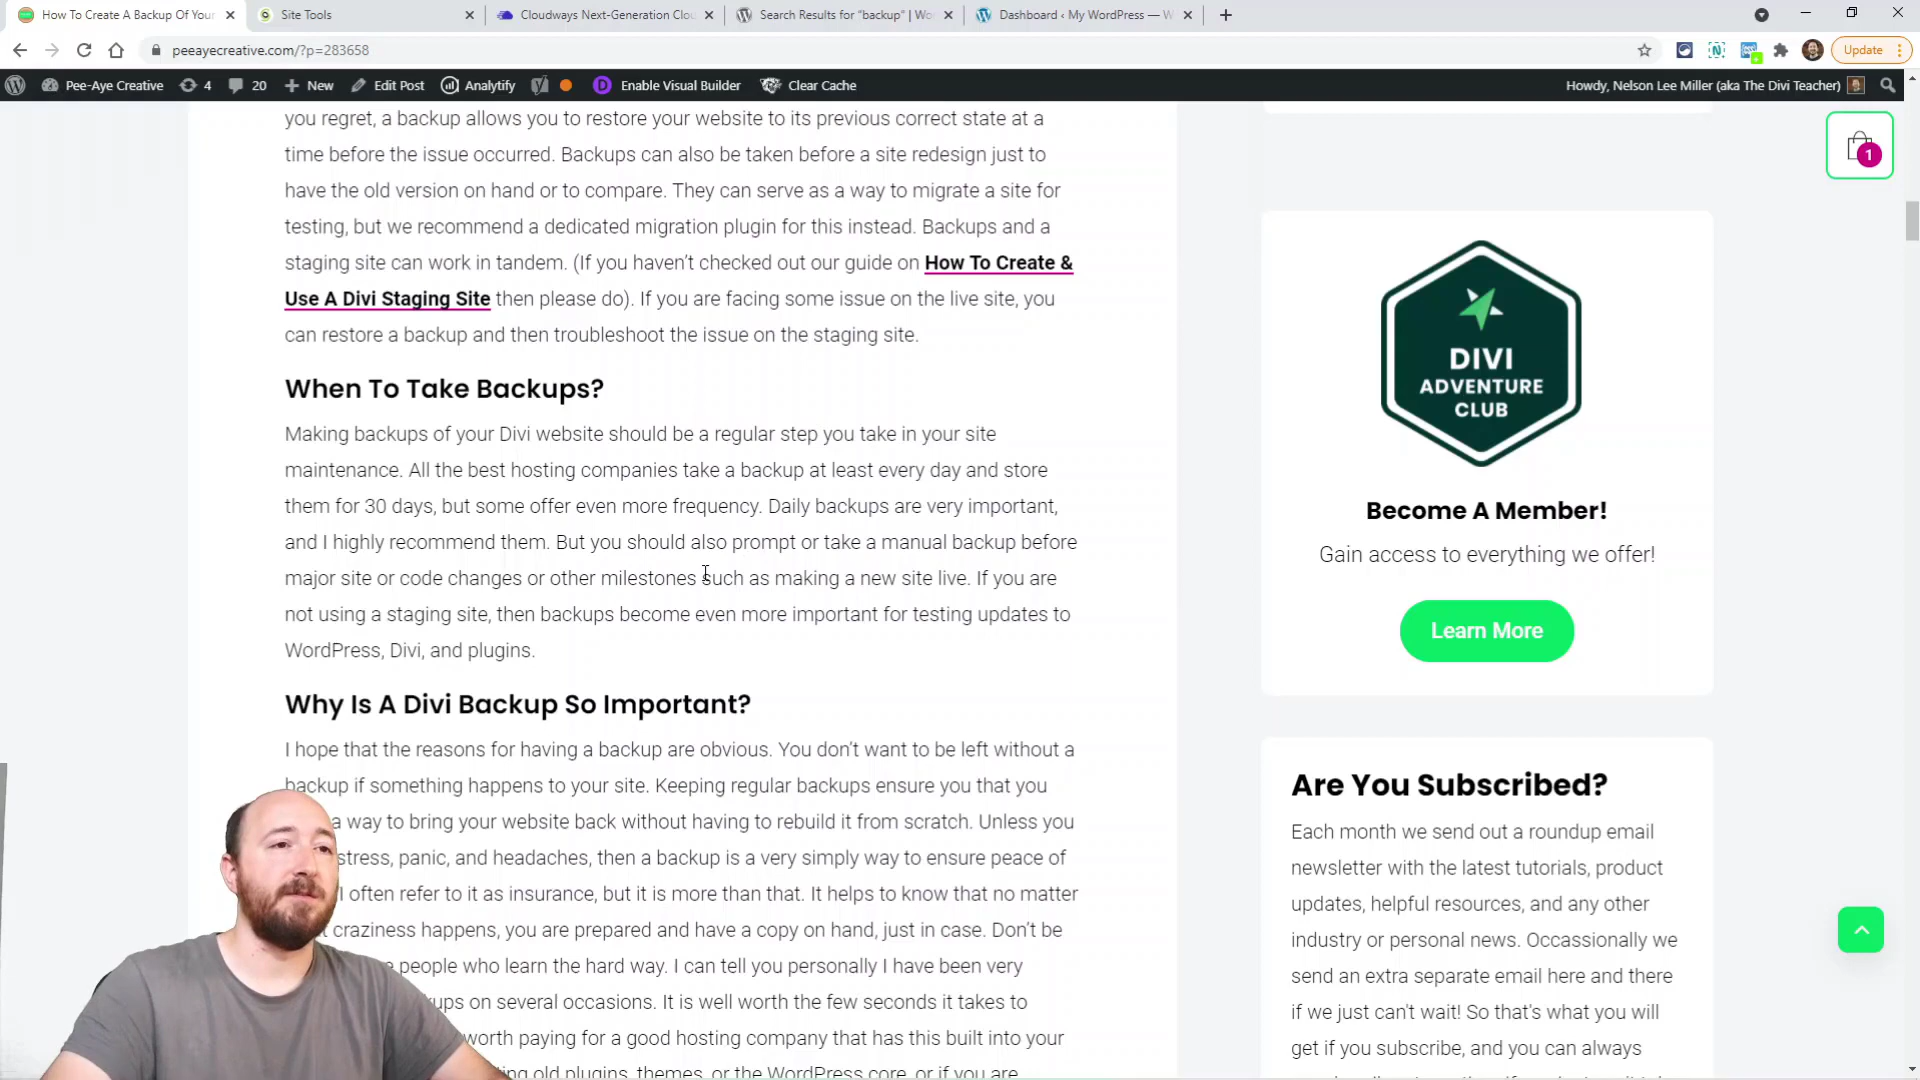 How To Create A Backup Of Your
Site Tools
Cloudways Next-Generation Clou
Search Results for "backup" | Wo
Dashboard ‹ My WordPress — W
peeayecreative.com/?p=283658
Update
Pee-Aye Creative
4
20
New
Edit Post
Analytify
D
Enable Visual Builder
Clear Cache
Howdy, Nelson Lee Miller (aka The Divi Teacher)
1
you regret, a backup allows you to restore your website to its previous correct state at a
time before the issue occurred. Backups can also be taken before a site redesign just to
have the old version on hand or to compare. They can serve as a way to migrate a site for
testing, but we recommend a dedicated migration plugin for this instead. Backups and a
staging site can work in tandem. (If you haven't checked out our guide on How To Create &
Use A Divi Staging Site then please do). If you are facing some issue on the live site, you
can restore a backup and then troubleshoot the issue on the staging site.
When To Take Backups?
Making backups of your Divi website should be a regular step you take in your site
maintenance. All the best hosting companies take a backup at least every day and store
them for 30 days, but some offer even more frequency. Daily backups are very important,
and I highly recommend them. But you should also prompt or take a manual backup before
major site or code changes or other milestones such as making a new site live. If you are
not using a staging site, then backups become even more important for testing updates to
WordPress, Divi, and plugins.
Why Is A Divi Backup So Important?
I hope that the reasons for having a backup are obvious. You don't want to be left without a
backup if something happens to your site. Keeping regular backups ensure you that you
a way to bring your website back without having to rebuild it from scratch. Unless you
stress, panic, and headaches, then a backup is a very simply way to ensure peace of
I often refer to it as insurance, but it is more than that. It helps to know that no matter
craziness happens, you are prepared and have a copy on hand, just in case. Don't be
people who learn the hard way. I can tell you personally I have been very
on several occasions. It is well worth the few seconds it takes to
worth paying for a good hosting company that has this built into your
old plugins, themes, or the WordPress core, or if you are
DIVI
ADVENTURE
CLUB
Become A Member!
Gain access to everything we offer!
Learn More
Are You Subscribed?
Each month we send out a roundup email
newsletter with the latest tutorials, product
updates, helpful resources, and any other
industry or personal news. Occassionally we
send an extra separate email here and there
if we just can't wait! So that's what you will
get if you subscribe, and you can always